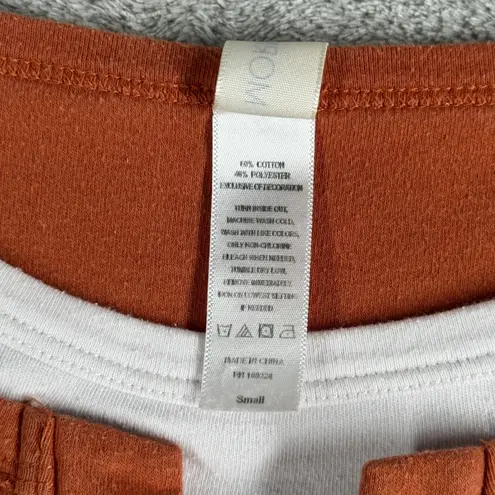 ROM
60% COTTON
40% POLYESTER
EXCLUSIVE OF DECORATION
TURN INSIDE OUT,
MACHINE WASH COLD,
WASH WITH LIKE COLORS,
ONLY NON-CHLORINE
BLEACH WHEN NEEDED,
TUMBLE DRY LOW,
REMOVE IMMEDIATELY.
IRON ON LOWEST SETTING
IF NEEDED
MADE IN CHINA
Small